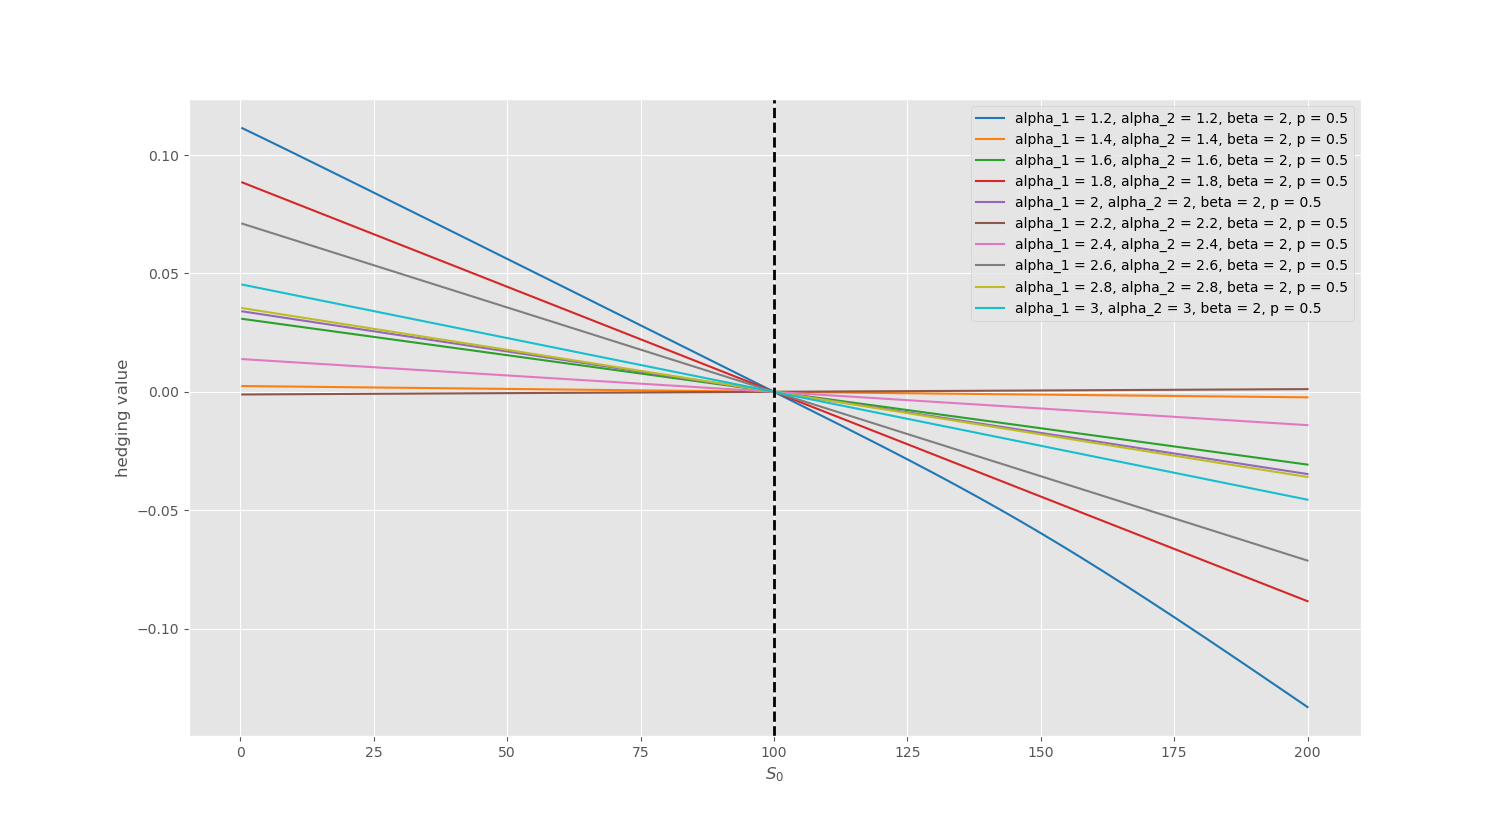 alpha_1 = 1.2, alpha_2 = 1.2, beta = 2, p = 0.5
alpha_1 = 1.4, alpha_2 = 1.4, beta = 2, p = 0.5
alpha_1 = 1.6, alpha_2 = 1.6, beta = 2, p = 0.5
alpha_1 = 1.8, alpha_2 = 1.8, beta = 2, p = 0.5
alpha_1 = 2, alpha_2 = 2, beta = 2, p = 0.5
alpha_1 = 2.2, alpha_2 = 2.2, beta = 2, p = 0.5
alpha_1 = 2.4, alpha_2 = 2.4, beta = 2, p = 0.5
alpha_1 = 2.6, alpha_2 = 2.6, beta = 2, p = 0.5
alpha_1 = 2.8, alpha_2 = 2.8, beta = 2, p = 0.5
alpha_1 = 3, alpha_2 = 3, beta = 2, p = 0.5
hedging value
0.10
0.05
0.00
−0.05
−0.10
0 25 50 75 100 125 150 175 200
S₀